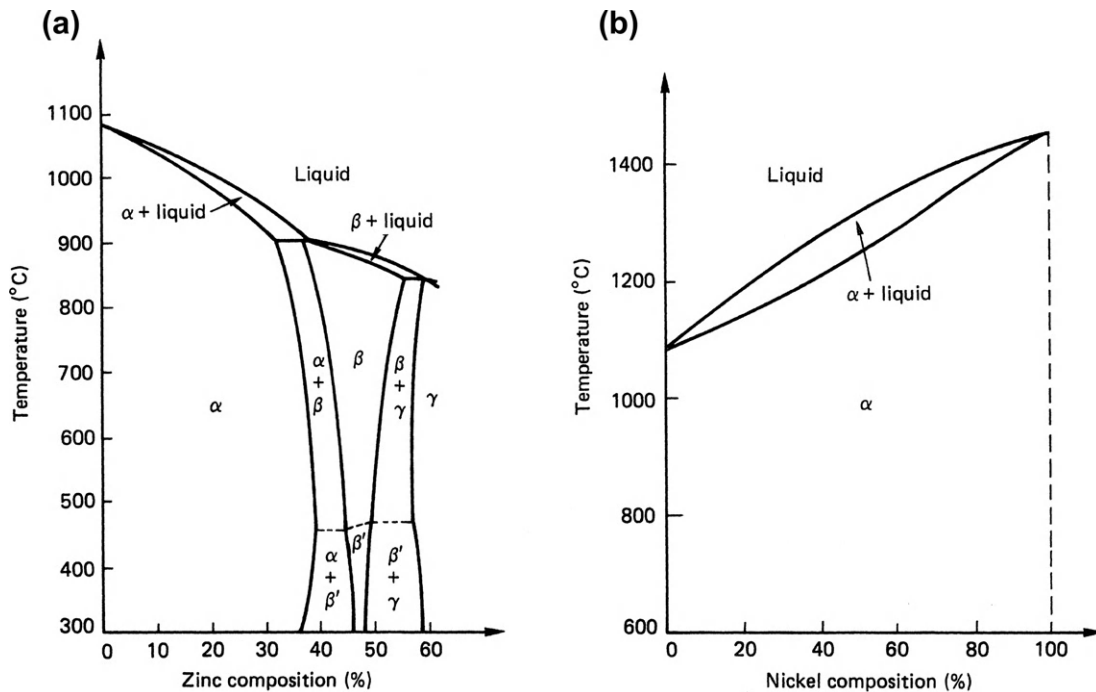 (a)
1100
1000
900
800
700
600
500
400
300
Temperature (°C)
Liquid
α + liquid
β + liquid
α
α
+
β
β
β
+
γ
γ
α
+
β′
β′
β′
+
γ
0 10 20 30 40 50 60
Zinc composition (%)
(b)
1400
1200
1000
800
600
Temperature (°C)
Liquid
α + liquid
α
0 20 40 60 80 100
Nickel composition (%)